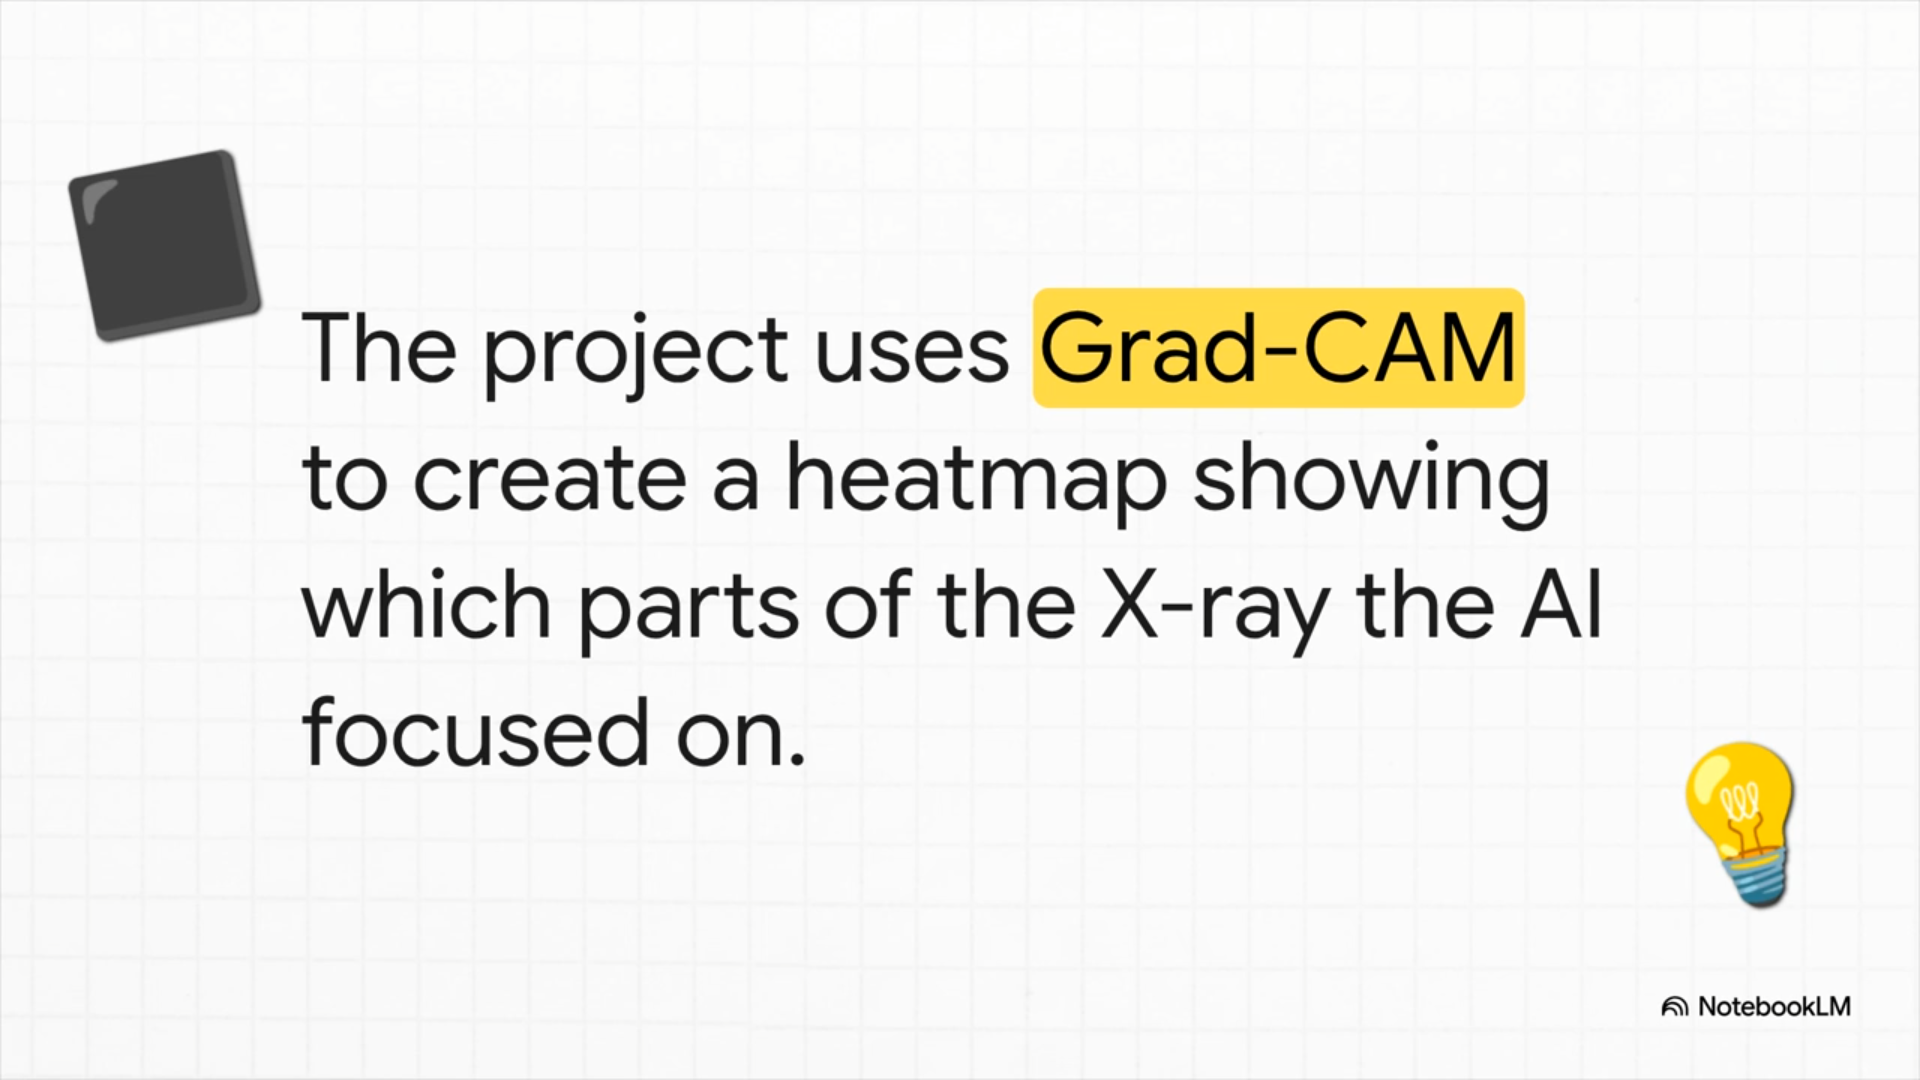 The project uses Grad-CAM
to create a heatmap showing
which parts of the X-ray the AI
focused on.
NotebookLM